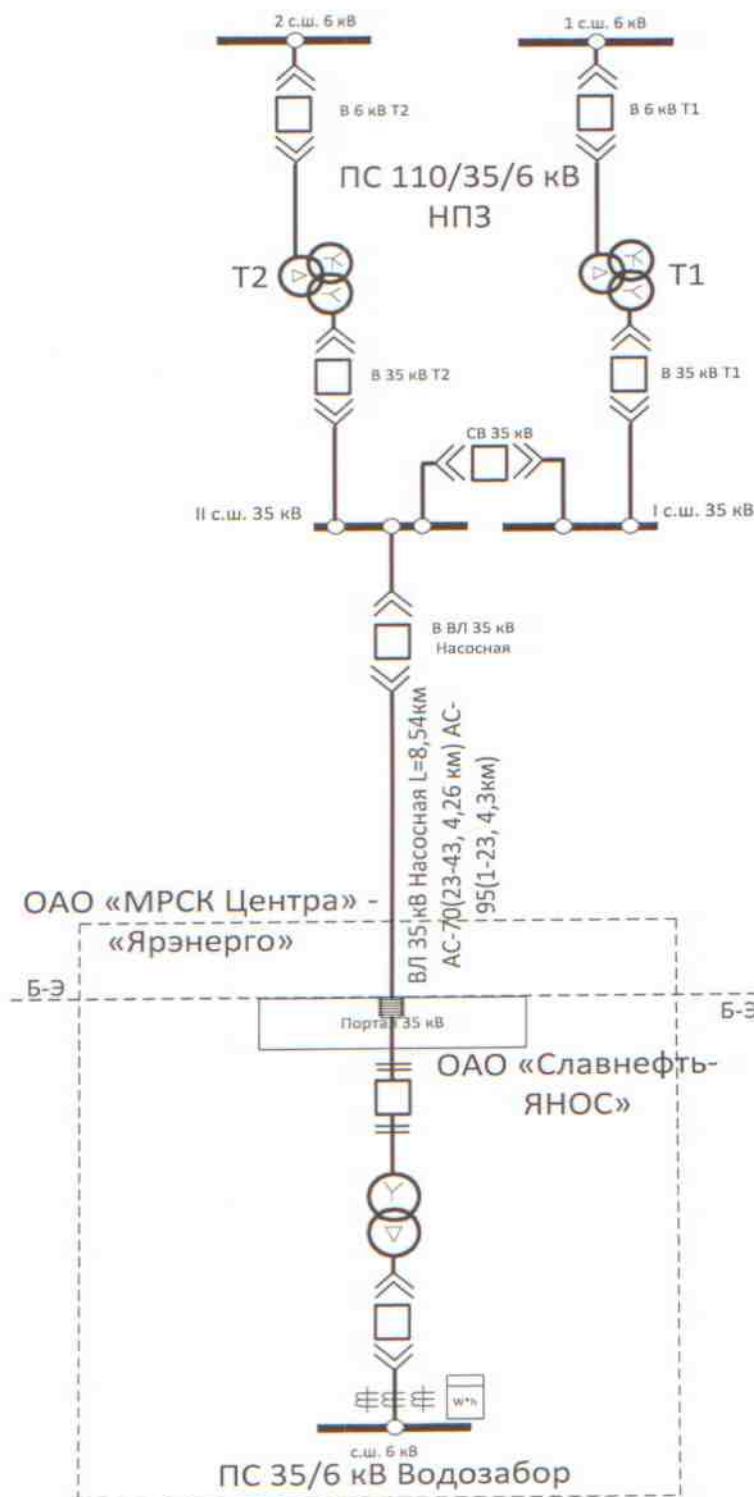 2 с.ш. 6 кВ
1 с.ш. 6 кВ
В 6 кВ Т2
В 6 кВ Т1
ПС 110/35/6 кВ
НПЗ
Т2
Т1
В 35 кВ Т2
В 35 кВ Т1
СВ 35 кВ
II с.ш. 35 кВ
I с.ш. 35 кВ
В ВЛ 35 кВ
Насосная
ВЛ 35 кВ Насосная L=8,54км
АС-70(23-43, 4,26 км) АС-
95(1-23, 4,3км)
ОАО «МРСК Центра» -
«Ярэнерго»
Б-Э
Б-Э
Портал 35 кВ
ОАО «Славнефть-
ЯНОС»
W*h
с.ш. 6 кВ
ПС 35/6 кВ Водозабор